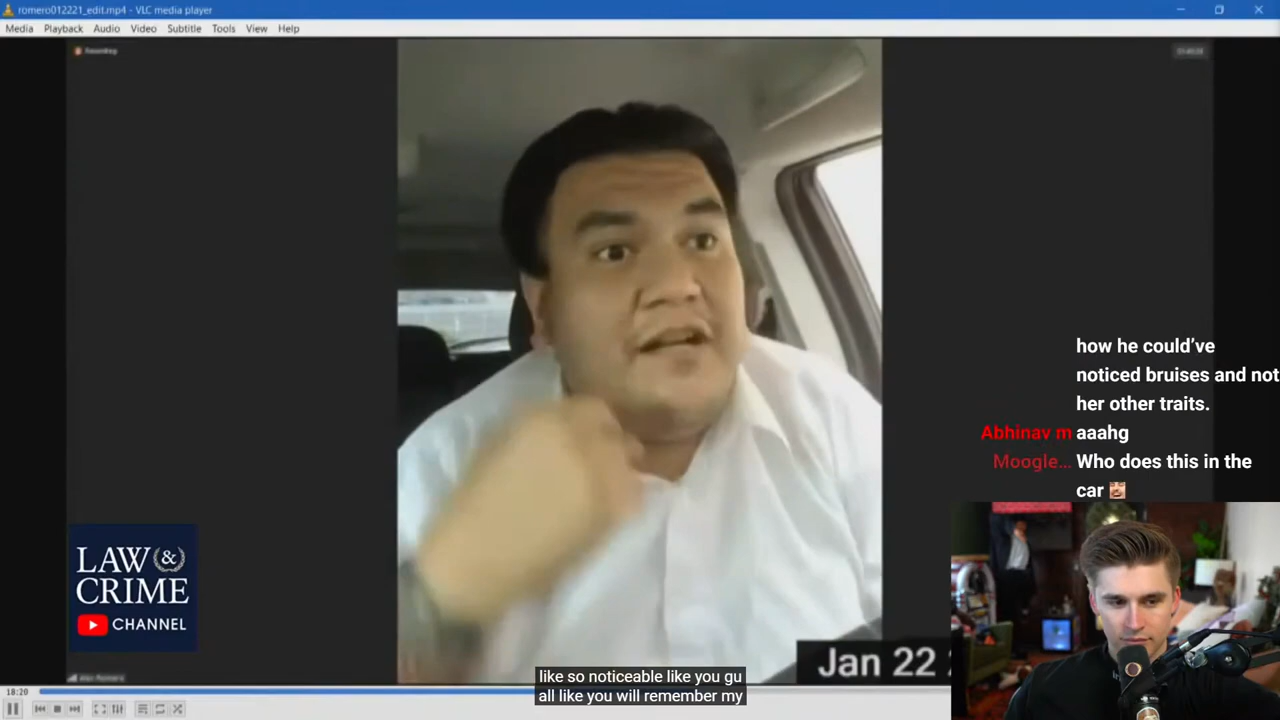 romero012221_edit.mp4 - VLC media player
Media Playback Audio Video Subtitle Tools View Help
Recording
how he could've
noticed bruises and not
her other traits.
Abhinav m aaahg
Moogle... Who does this in the
car
LAW &
CRIME
CHANNEL
Jan 22 2
like so noticeable like you gu
all like you will remember my
18:20